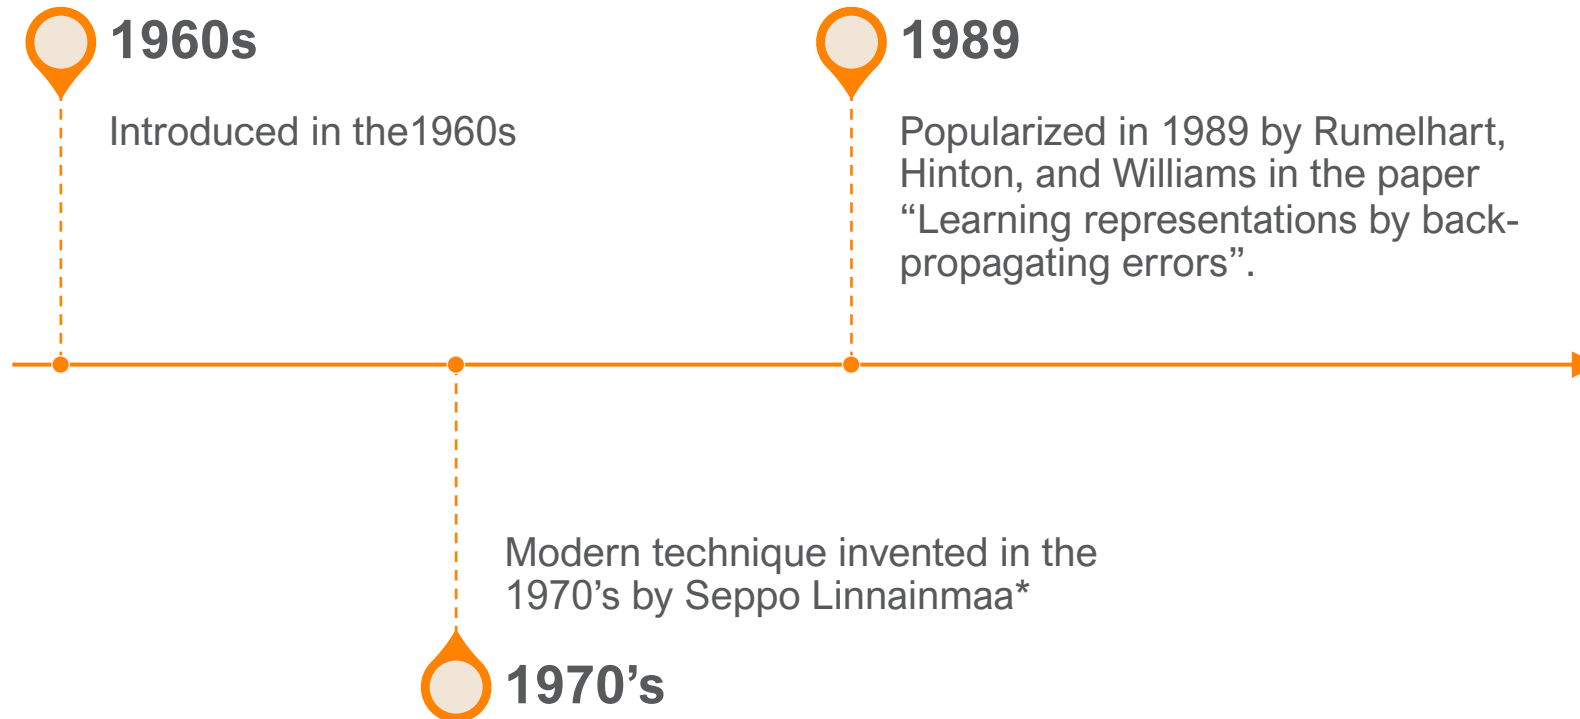 1960s
Introduced in the1960s
1989
Popularized in 1989 by Rumelhart,
Hinton, and Williams in the paper
“Learning representations by back-
propagating errors”.
Modern technique invented in the
1970’s by Seppo Linnainmaa*
1970’s